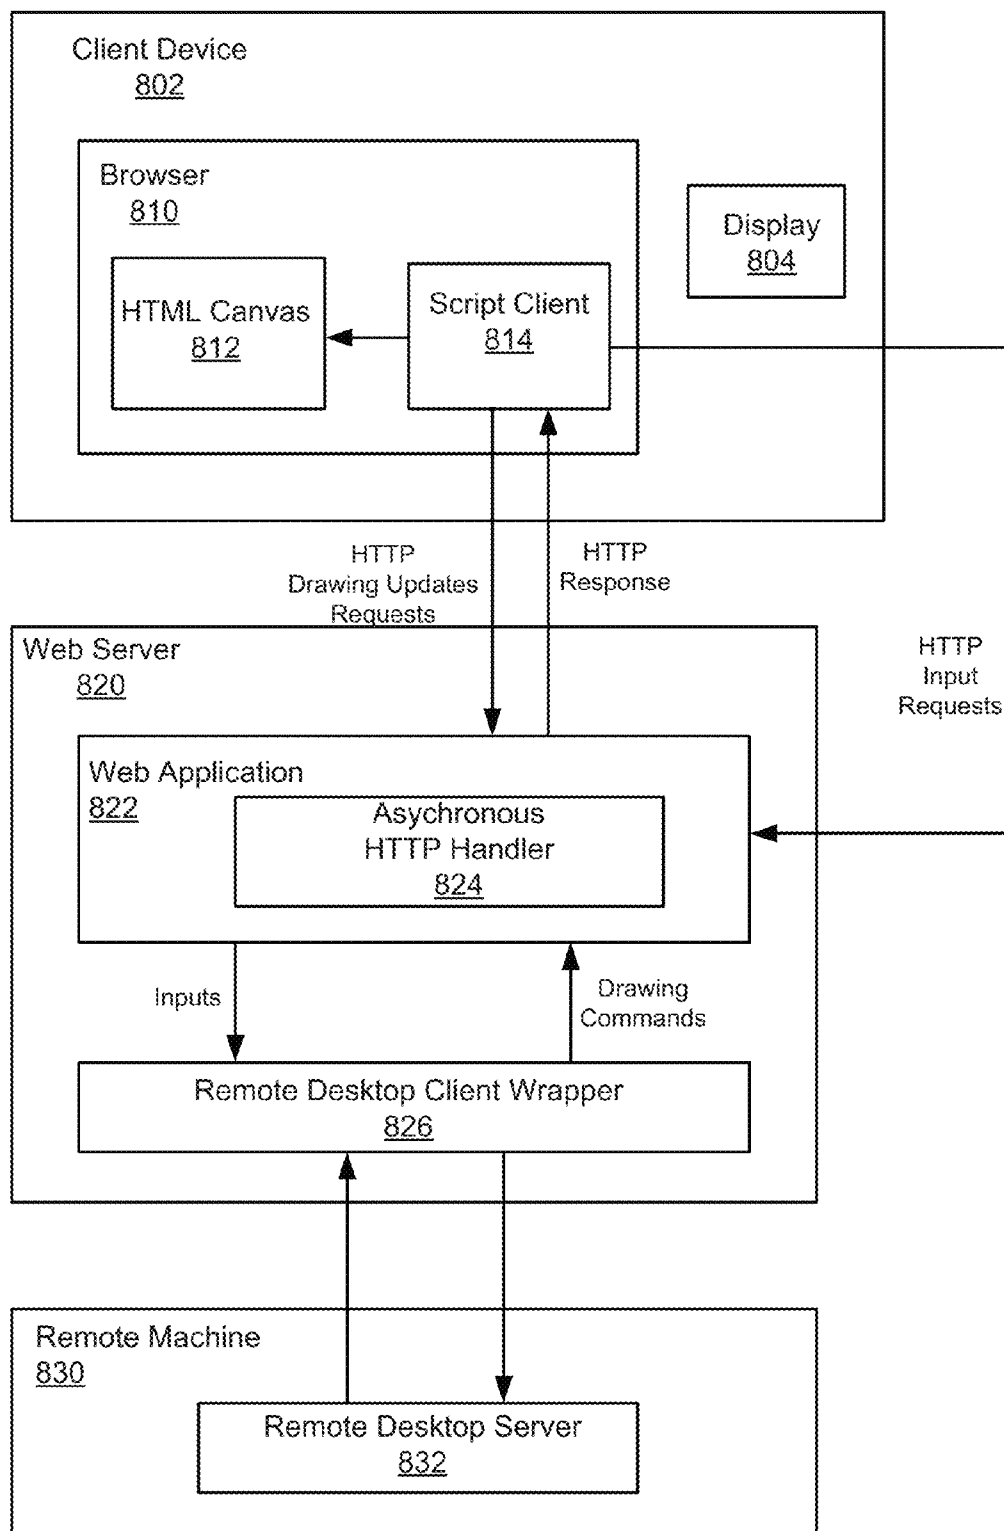 Client Device
802
Browser
810
Display
804
HTML Canvas
812
Script Client
814
HTTP
Drawing Updates
Requests
HTTP
Response
Web Server
820
HTTP
Input
Requests
Web Application
822
Asychronous
HTTP Handler
824
Inputs
Drawing
Commands
Remote Desktop Client Wrapper
826
Remote Machine
830
Remote Desktop Server
832